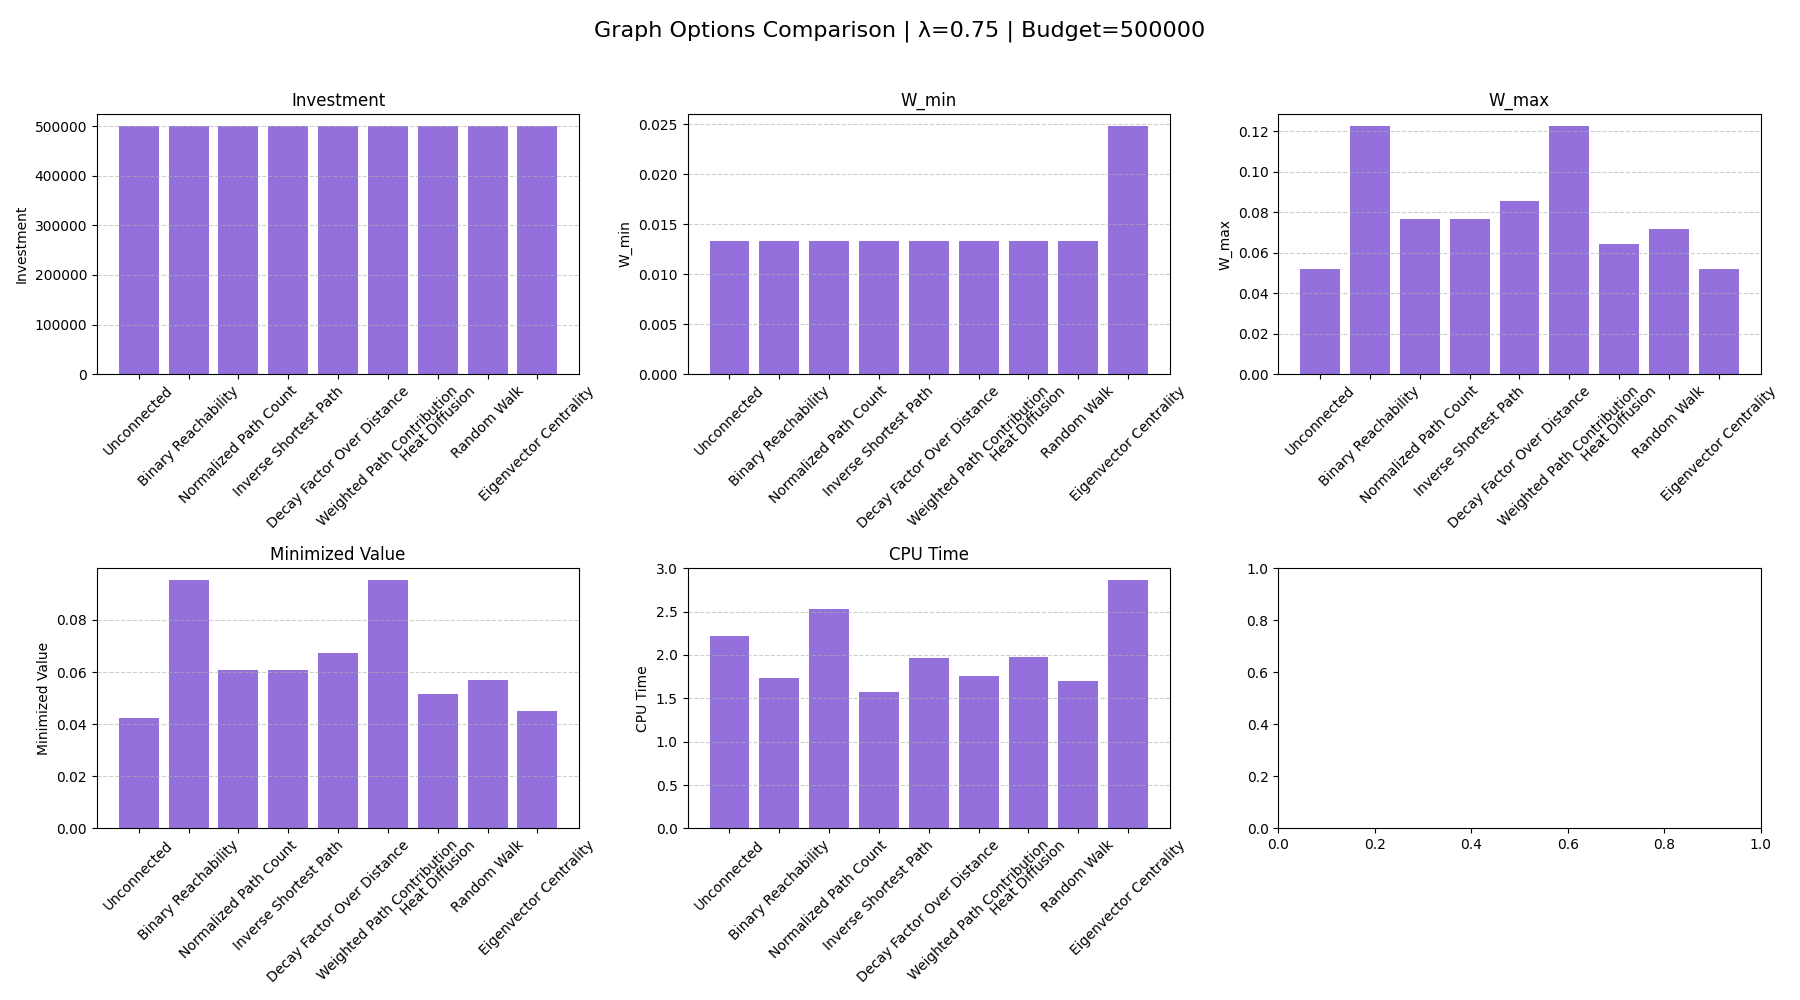 Graph Options Comparison | λ=0.75 | Budget=500000
Investment
Investment
500000
400000
300000
200000
100000
0
Unconnected
Binary Reachability
Normalized Path Count
Inverse Shortest Path
Decay Factor Over Distance
Weighted Path Contribution
Heat Diffusion
Random Walk
Eigenvector Centrality
W_min
W_min
0.025
0.020
0.015
0.010
0.005
0.000
Unconnected
Binary Reachability
Normalized Path Count
Inverse Shortest Path
Decay Factor Over Distance
Weighted Path Contribution
Heat Diffusion
Random Walk
Eigenvector Centrality
W_max
W_max
0.12
0.10
0.08
0.06
0.04
0.02
0.00
Unconnected
Binary Reachability
Normalized Path Count
Inverse Shortest Path
Decay Factor Over Distance
Weighted Path Contribution
Heat Diffusion
Random Walk
Eigenvector Centrality
Minimized Value
Minimized Value
0.08
0.06
0.04
0.02
0.00
Unconnected
Binary Reachability
Normalized Path Count
Inverse Shortest Path
Decay Factor Over Distance
Weighted Path Contribution
Heat Diffusion
Random Walk
Eigenvector Centrality
CPU Time
CPU Time
3.0
2.5
2.0
1.5
1.0
0.5
0.0
Unconnected
Binary Reachability
Normalized Path Count
Inverse Shortest Path
Decay Factor Over Distance
Weighted Path Contribution
Heat Diffusion
Random Walk
Eigenvector Centrality
1.0
0.8
0.6
0.4
0.2
0.0
0.0 0.2 0.4 0.6 0.8 1.0